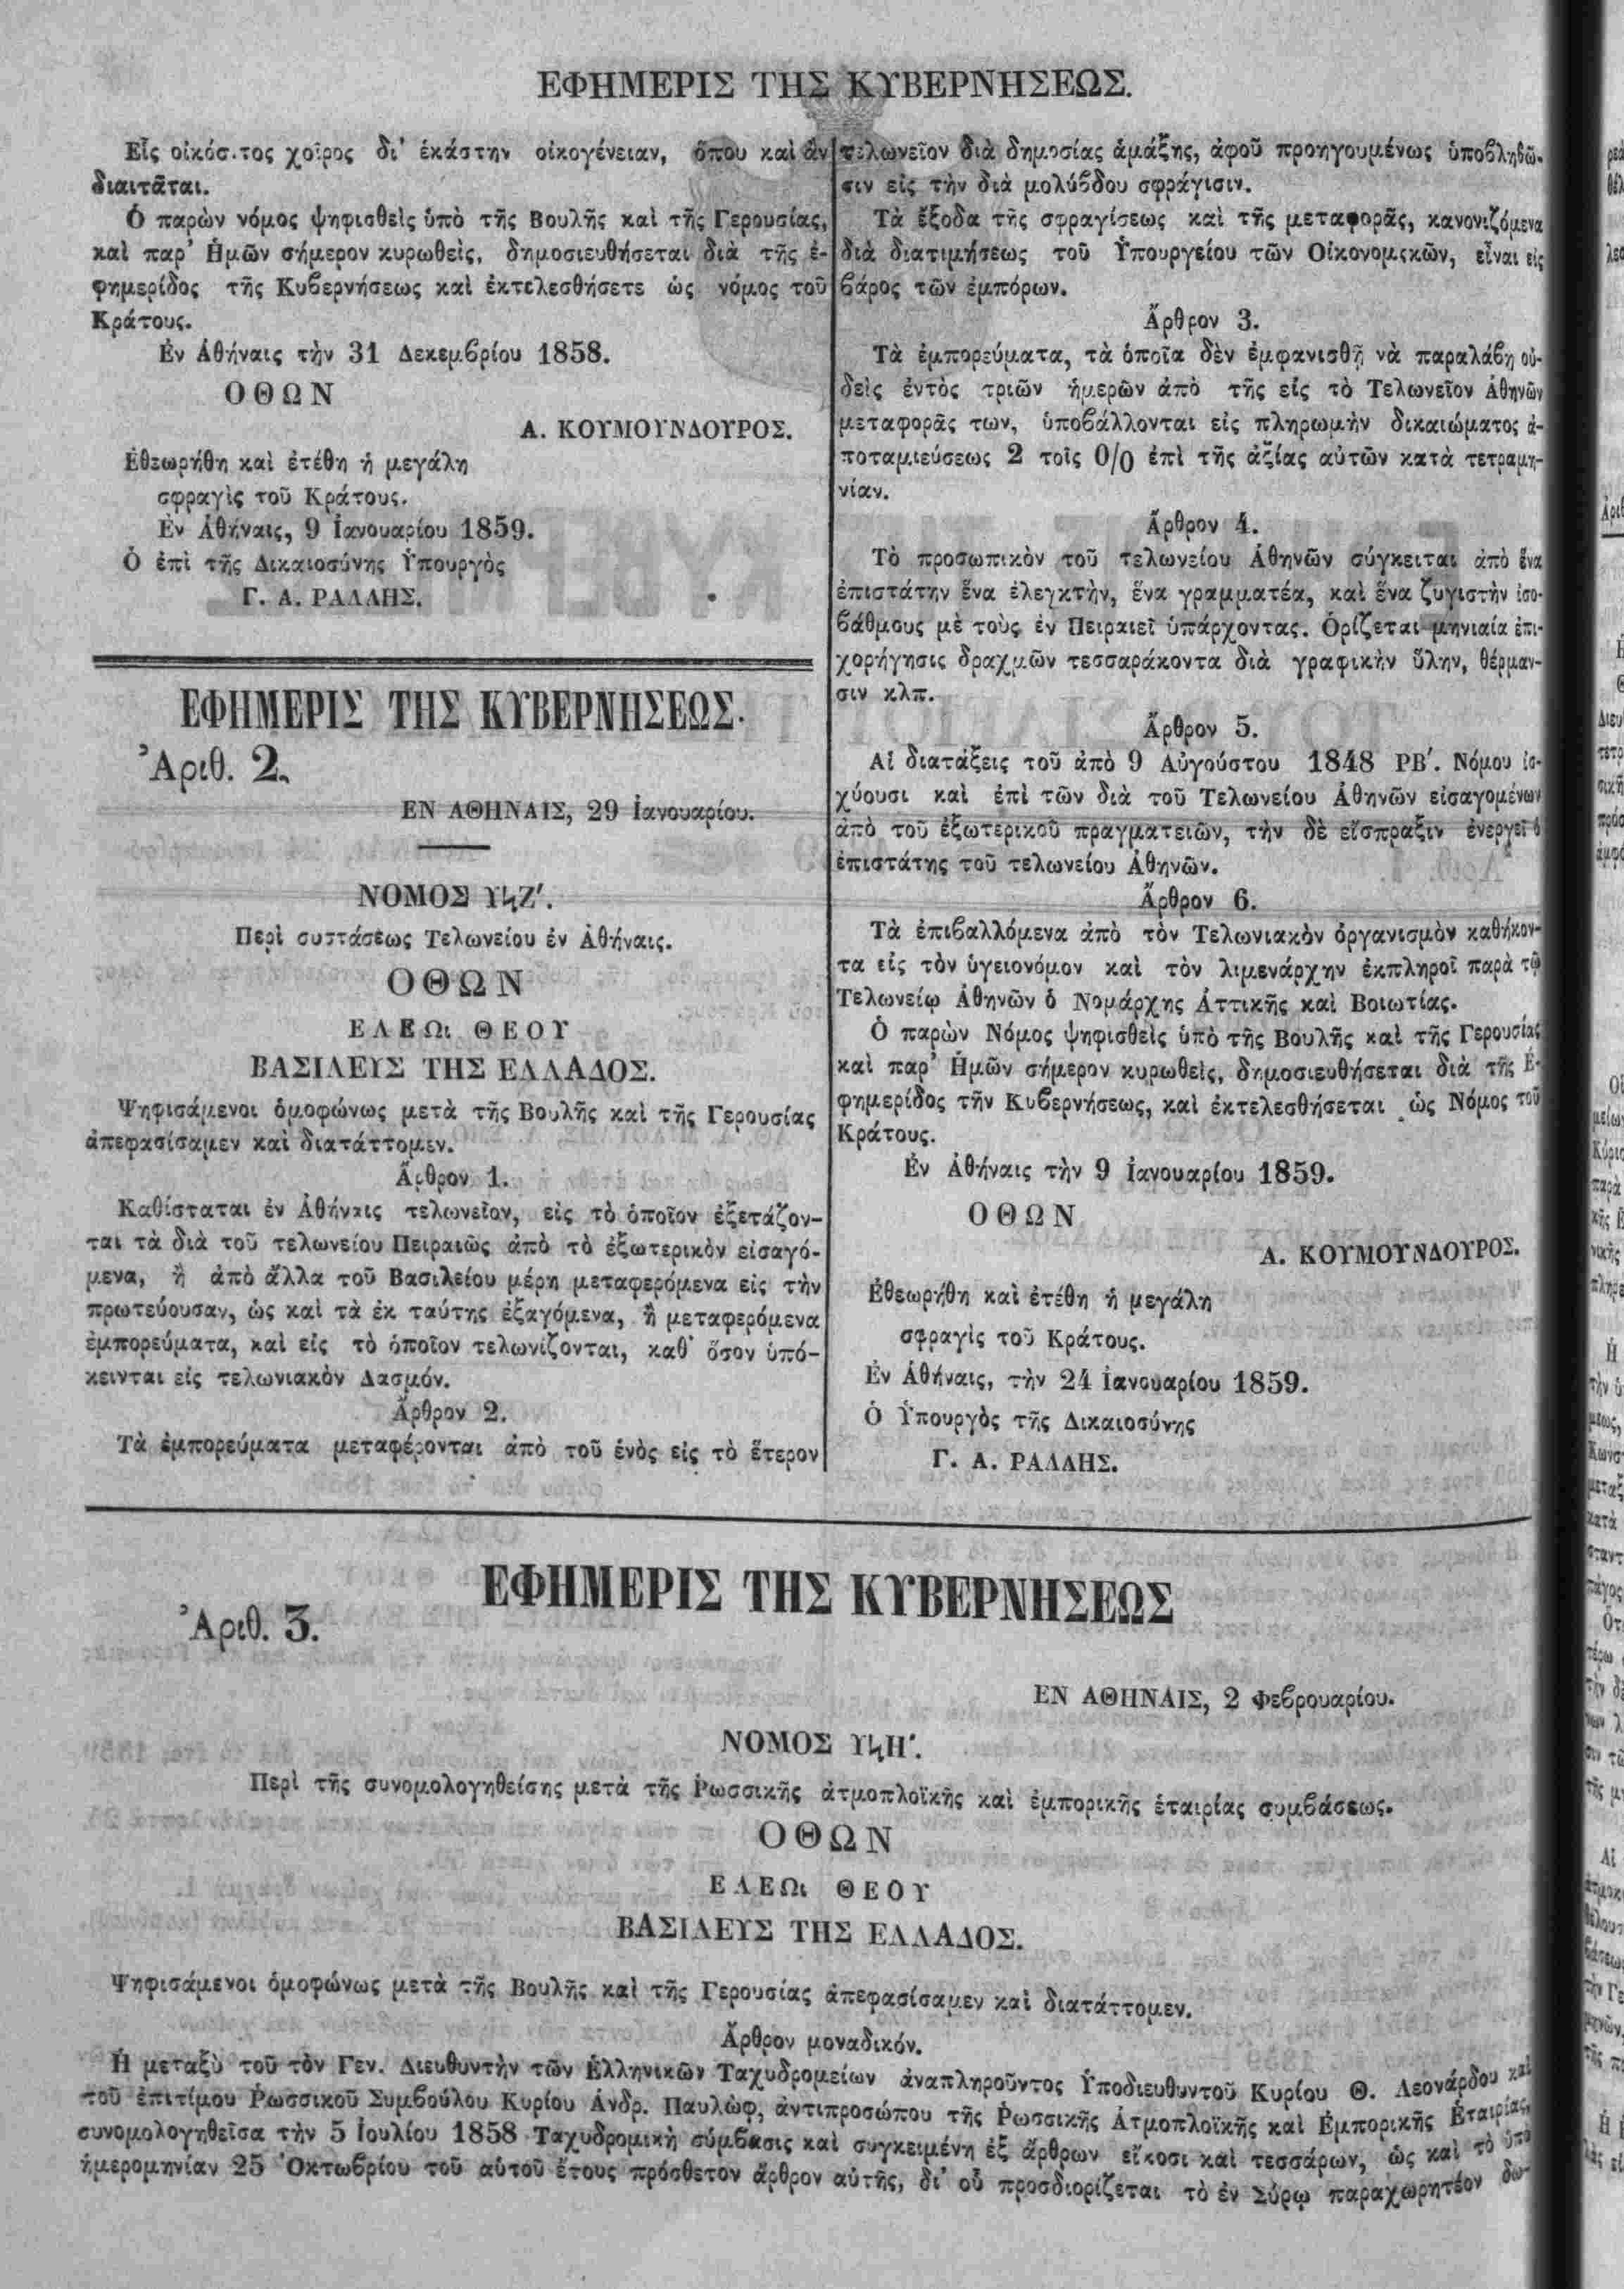 ΕΦΗΜΕΡΙΣ ΤΗΣ ΚΥΒΕΡΝΗΣΕΩΣ.
Εἷς οἰκόσ.τος χοῖρος δι' ἑκάστην οἰκογένειαν, ὅπου καὶ ἂν
διαιτᾶται.
Ὁ παρὼν νόμος ψηφισθεὶς ὑπὸ τῆς Βουλῆς καὶ τῆς Γερουσίας,
καὶ παρ' Ἡμῶν σήμερον κυρωθεὶς, δημοσιευθήσεται διὰ τῆς ἐ-
φημερίδος τῆς Κυβερνήσεως καὶ ἐκτελεσθήσετε ὡς νόμος τοῦ
Κράτους.
Ἐν Ἀθήναις τὴν 31 Δεκεμβρίου 1858.
ΟΘΩΝ
Α. ΚΟΥΜΟΥΝΔΟΥΡΟΣ.
Ἐθεωρήθη καὶ ἐτέθη ἡ μεγάλη
σφραγὶς τοῦ Κράτους.
Ἐν Ἀθήναις, 9 Ἰανουαρίου 1859.
Ὁ ἐπὶ τῆς Δικαιοσύνης Ὑπουργὸς
Γ. Α. ΡΑΛΛΗΣ.
ΕΦΗΜΕΡΙΣ ΤΗΣ ΚΥΒΕΡΝΗΣΕΩΣ.
Ἀριθ. 2.
ΕΝ ΑΘΗΝΑΙΣ, 29 Ἰανουαρίου.
ΝΟΜΟΣ ΥϞΖ'.
Περὶ συστάσεως Τελωνείου ἐν Ἀθήναις.
ΟΘΩΝ
ΕΛΕΩι ΘΕΟΥ
ΒΑΣΙΛΕΥΣ ΤΗΣ ΕΛΛΑΔΟΣ.
Ψηφισάμενοι ὁμοφώνως μετὰ τῆς Βουλῆς καὶ τῆς Γερουσίας
ἀπεφασίσαμεν καὶ διατάττομεν.
Ἄρθρον 1.
Καθίσταται ἐν Ἀθήναις τελωνεῖον, εἰς τὸ ὁποῖον ἐξετάζον-
ται τὰ διὰ τοῦ τελωνείου Πειραιῶς ἀπὸ τὸ ἐξωτερικὸν εἰσαγό-
μενα, ἢ ἀπὸ ἄλλα τοῦ Βασιλείου μέρη μεταφερόμενα εἰς τὴν
πρωτεύουσαν, ὡς καὶ τὰ ἐκ ταύτης ἐξαγόμενα, ἢ μεταφερόμενα
ἐμπορεύματα, καὶ εἰς τὸ ὁποῖον τελωνίζονται, καθ' ὅσον ὑπό-
κεινται εἰς τελωνιακὸν Δασμόν.
Ἄρθρον 2.
Τὰ ἐμπορεύματα μεταφέρονται ἀπὸ τοῦ ἑνὸς εἰς τὸ ἕτερον
τελωνεῖον διὰ δημοσίας ἁμάξης, ἀφοῦ προηγουμένως ὑποβληθῶ-
σιν εἰς τὴν διὰ μολύβδου σφράγισιν.
Τὰ ἔξοδα τῆς σφραγίσεως καὶ τῆς μεταφορᾶς, κανονιζόμενα
διὰ διατιμήσεως τοῦ Ὑπουργείου τῶν Οἰκονομικῶν, εἶναι εἰς
βάρος τῶν ἐμπόρων.
Ἄρθρον 3.
Τὰ ἐμπορεύματα, τὰ ὁποῖα δὲν ἐμφανισθῇ νὰ παραλάβῃ οὐ-
δεὶς ἐντὸς τριῶν ἡμερῶν ἀπὸ τῆς εἰς τὸ Τελωνεῖον Ἀθηνῶν
μεταφορᾶς των, ὑποβάλλονται εἰς πληρωμὴν δικαιώματος ἀ-
ποταμιεύσεως 2 τοῖς 0/0 ἐπὶ τῆς ἀξίας αὐτῶν κατὰ τετραμη-
νίαν.
Ἄρθρον 4.
Τὸ προσωπικὸν τοῦ τελωνείου Ἀθηνῶν σύγκειται ἀπὸ ἕνα
ἐπιστάτην ἕνα ἐλεγκτὴν, ἕνα γραμματέα, καὶ ἕνα ζυγιστὴν ἰσο-
βάθμους μὲ τοὺς ἐν Πειραιεῖ ὑπάρχοντας. Ὁρίζεται μηνιαία ἐπι-
χορήγησις δραχμῶν τεσσαράκοντα διὰ γραφικὴν ὕλην, θέρμαν-
σιν κλπ.
Ἄρθρον 5.
Αἱ διατάξεις τοῦ ἀπὸ 9 Αὐγούστου 1848 ΡΒ'. Νόμου ἰσ-
χύουσι καὶ ἐπὶ τῶν διὰ τοῦ Τελωνείου Ἀθηνῶν εἰσαγομένων
ἀπὸ τοῦ ἐξωτερικοῦ πραγματειῶν, τὴν δὲ εἴσπραξιν ἐνεργεῖ ὁ
ἐπιστάτης τοῦ τελωνείου Ἀθηνῶν.
Ἄρθρον 6.
Τὰ ἐπιβαλλόμενα ἀπὸ τὸν Τελωνιακὸν ὀργανισμὸν καθήκον-
τα εἰς τὸν ὑγειονόμον καὶ τὸν λιμενάρχην ἐκπληροῖ παρὰ τῷ
Τελωνείῳ Ἀθηνῶν ὁ Νομάρχης Ἀττικῆς καὶ Βοιωτίας.
Ὁ παρὼν Νόμος ψηφισθεὶς ὑπὸ τῆς Βουλῆς καὶ τῆς Γερουσίας
καὶ παρ' Ἡμῶν σήμερον κυρωθεὶς, δημοσιευθήσεται διὰ τῆς Ἐ-
φημερίδος τὴν Κυβερνήσεως, καὶ ἐκτελεσθήσεται ὡς Νόμος τοῦ
Κράτους.
Ἐν Ἀθήναις τὴν 9 Ἰανουαρίου 1859.
ΟΘΩΝ
Α. ΚΟΥΜΟΥΝΔΟΥΡΟΣ.
Ἐθεωρήθη καὶ ἐτέθη ἡ μεγάλη
σφραγὶς τοῦ Κράτους.
Ἐν Ἀθήναις, τὴν 24 Ἰανουαρίου 1859.
Ὁ Ὑπουργὸς τῆς Δικαιοσύνης
Γ. Α. ΡΑΛΛΗΣ.
ΕΦΗΜΕΡΙΣ ΤΗΣ ΚΥΒΕΡΝΗΣΕΩΣ
Ἀριθ. 3.
ΕΝ ΑΘΗΝΑΙΣ, 2 Φεβρουαρίου.
ΝΟΜΟΣ ΥϞΗ'.
Περὶ τῆς συνομολογηθείσης μετὰ τῆς Ῥωσσικῆς ἀτμοπλοϊκῆς καὶ ἐμπορικῆς ἑταιρίας συμβάσεως.
ΟΘΩΝ
ΕΛΕΩι ΘΕΟΥ
ΒΑΣΙΛΕΥΣ ΤΗΣ ΕΛΛΑΔΟΣ.
Ψηφισάμενοι ὁμοφώνως μετὰ τῆς Βουλῆς καὶ τῆς Γερουσίας ἀπεφασίσαμεν καὶ διατάττομεν.
Ἄρθρον μοναδικόν.
Ἡ μεταξὺ τοῦ τὸν Γεν. Διευθυντὴν τῶν Ἑλληνικῶν Ταχυδρομείων ἀναπληροῦντος Ὑποδιευθυντοῦ Κυρίου Θ. Λεονάρδου καὶ
τοῦ ἐπιτίμου Ῥωσσικοῦ Συμβούλου Κυρίου Ἀνδρ. Παυλὼφ, ἀντιπροσώπου τῆς Ῥωσσικῆς Ἀτμοπλοϊκῆς καὶ Ἐμπορικῆς Ἑταιρίας,
συνομολογηθεῖσα τὴν 5 Ἰουλίου 1858 Ταχυδρομικὴ σύμβασις καὶ συγκειμένη ἐξ ἄρθρων εἴκοσι καὶ τεσσάρων, ὡς καὶ τὸ ὑπὸ
ἡμερομηνίαν 25 Ὀκτωβρίου τοῦ αὐτοῦ ἔτους πρόσθετον ἄρθρον αὐτῆς, δι' οὗ προσδιορίζεται τὸ ἐν Σύρῳ παραχωρητέον δω-